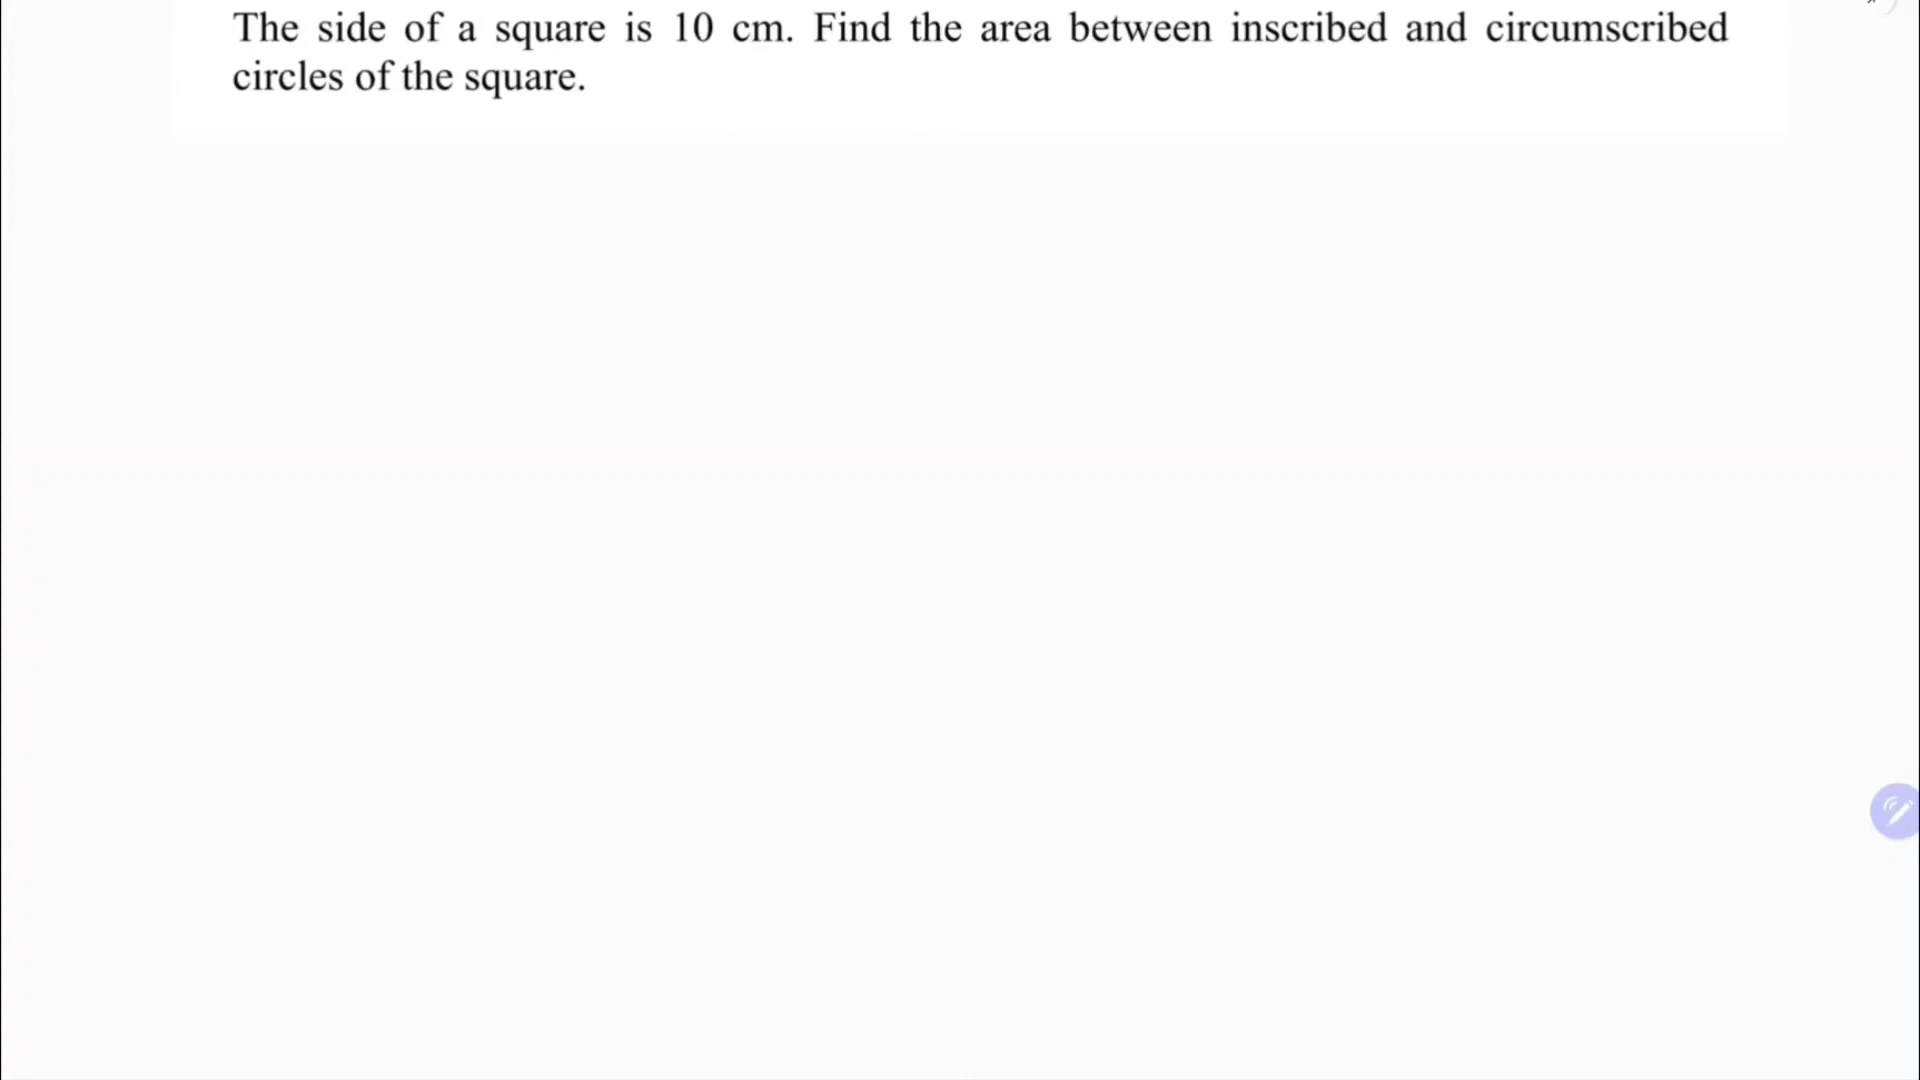 The side of a square is 10 cm. Find the area between inscribed and circumscribed
circles of the square.